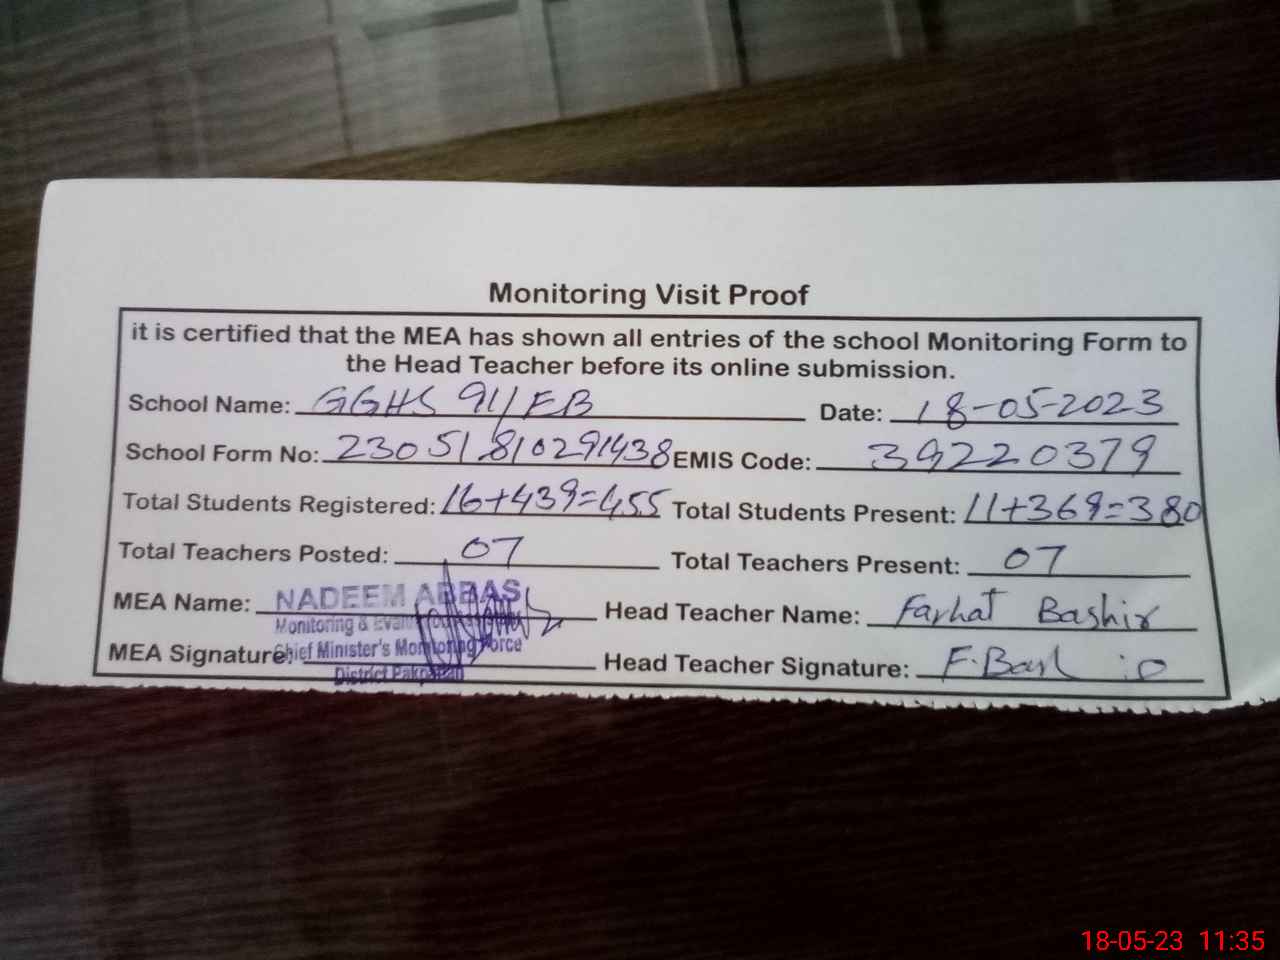 Monitoring Visit Proof
it is certified that the MEA has shown all entries of the school Monitoring Form to
the Head Teacher before its online submission.
School Name: GGHS 91/EB Date: 18-05-2023
School Form No: 23051810291438 EMIS Code: 39220379
Total Students Registered: 16+439=455 Total Students Present: 11+369=380
Total Teachers Posted: 07 Total Teachers Present: 07
MEA Name: NADEEM ABBAS Head Teacher Name: Farhat Bashir
Monitoring &
MEA Signature: Chief Minister's Monitoring Force Head Teacher Signature: F.Bas
District Pakpattan
18-05-23 11:35